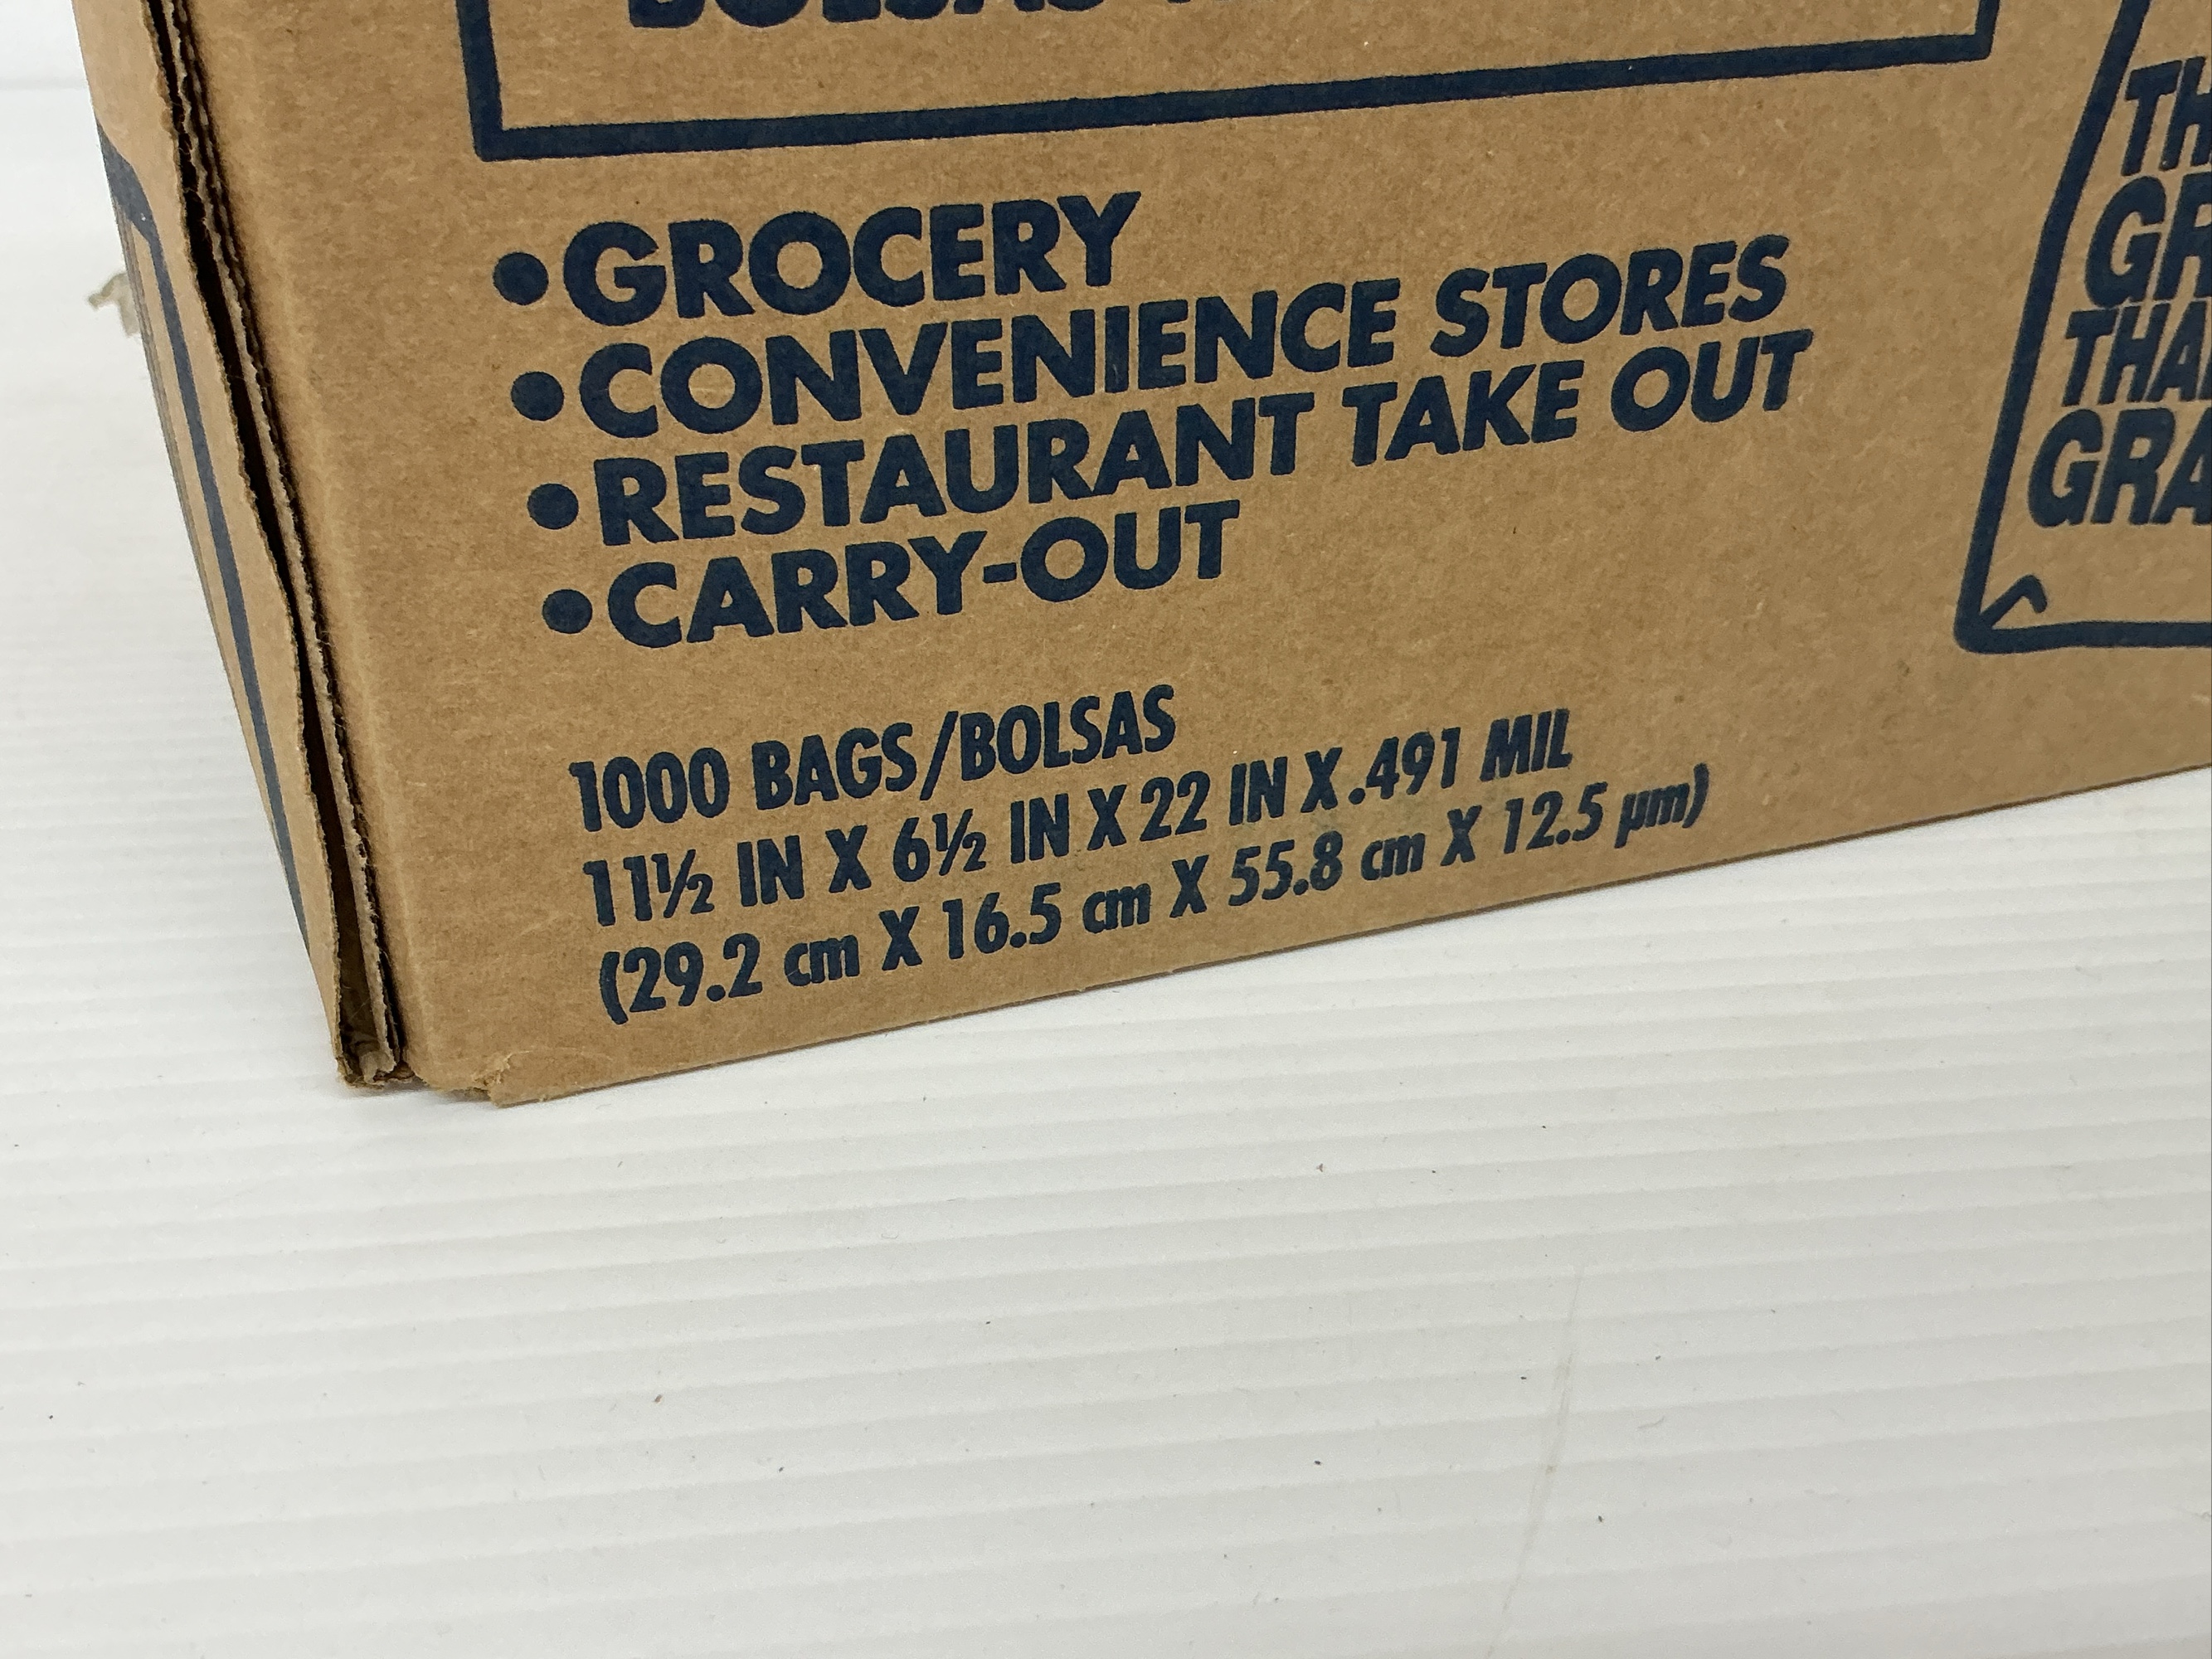 BOLSAS
•GROCERY
•CONVENIENCE STORES
•RESTAURANT TAKE OUT
•CARRY-OUT
1000 BAGS/BOLSAS
11½ IN X 6½ IN X 22 IN X .491 MIL
(29.2 cm X 16.5 cm X 55.8 cm X 12.5 µm)